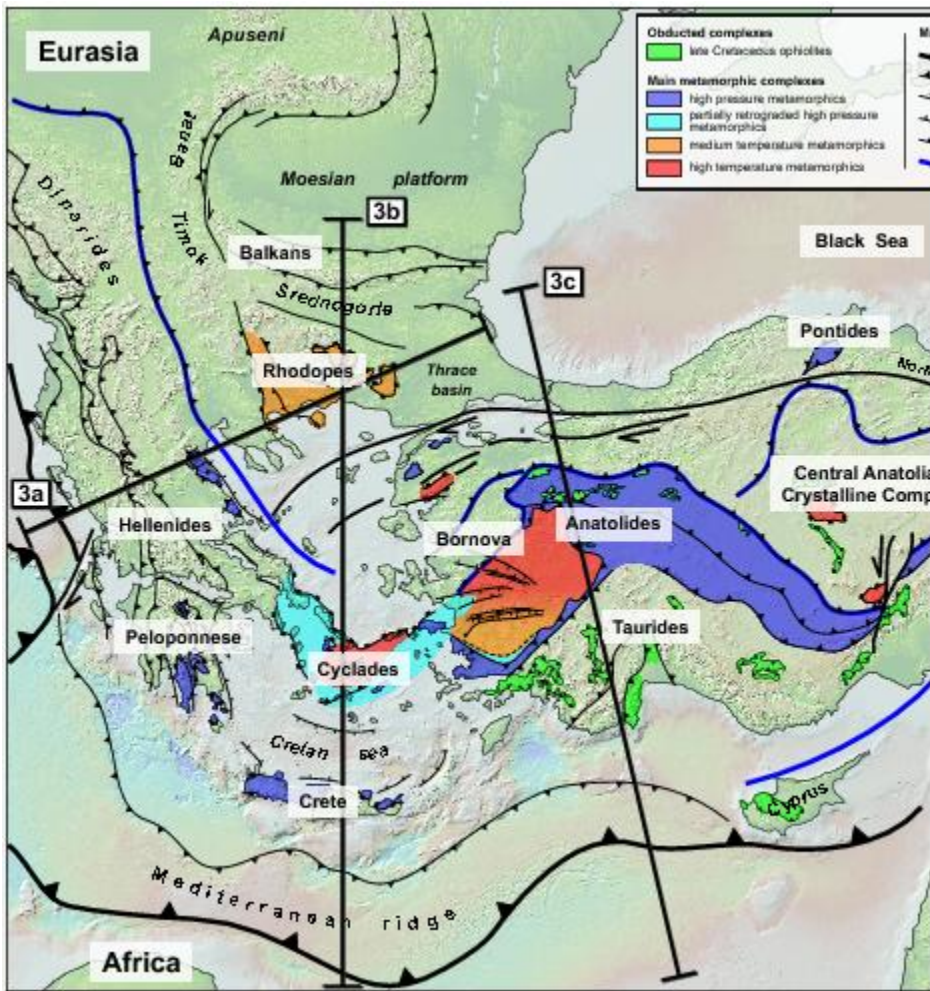 Eurasia
Apuseni
Obducted complexes
late Cretaceous ophiolites
Main metamorphic complexes
high pressure metamorphics
partially retrograded high pressure
metamorphics
medium temperature metamorphics
high temperature metamorphics
Banat
Timok
Dinarides
Moesian platform
3b
Balkans
Black Sea
3c
Srednogorie
Pontides
Rhodopes
Thrace
basin
3a
Central Anatolia
Crystalline Comp
Hellenides
Bornova
Anatolides
Peloponnese
Taurides
Cyclades
Cretan sea
Crete
Cyprus
Mediterranean ridge
Africa